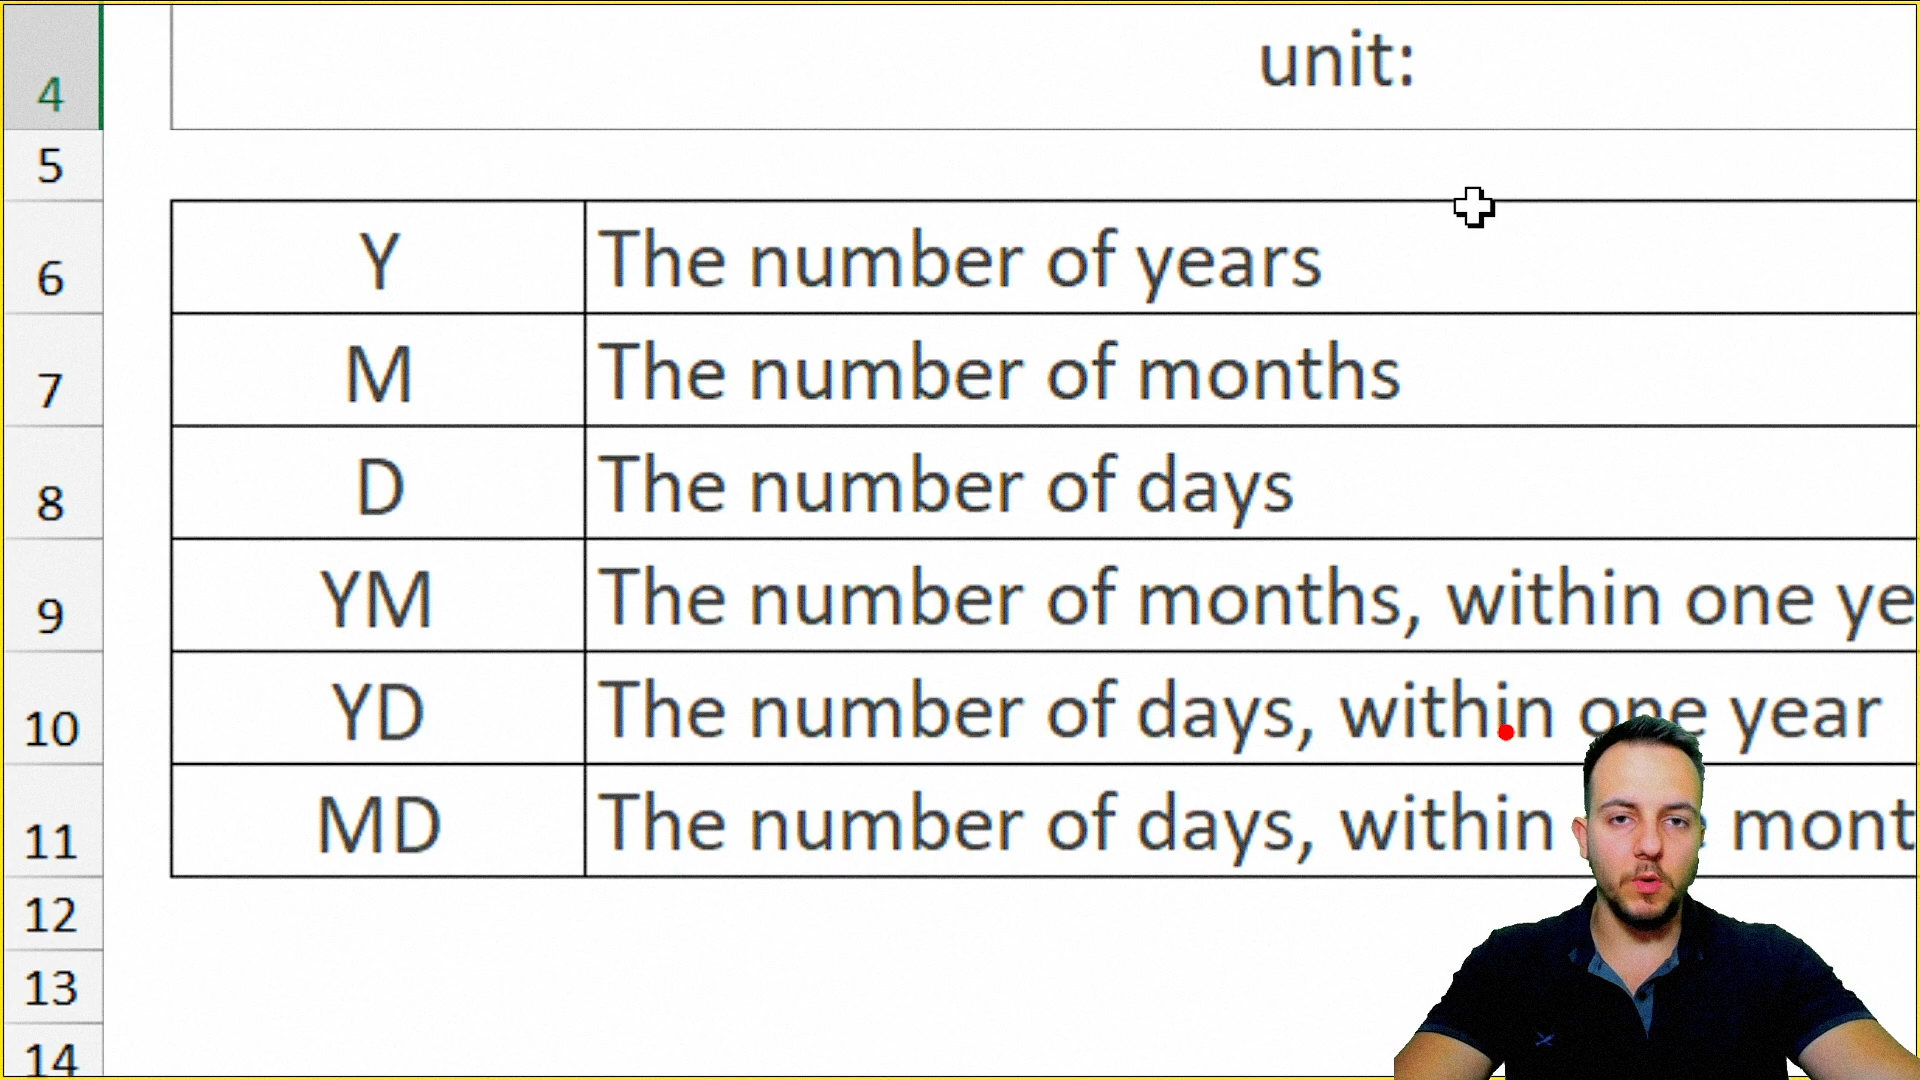 4 unit:
5
6 Y The number of years
7 M The number of months
8 D The number of days
9 YM The number of months, within one ye
10 YD The number of days, within one year
11 MD The number of days, within mont
12
13
14